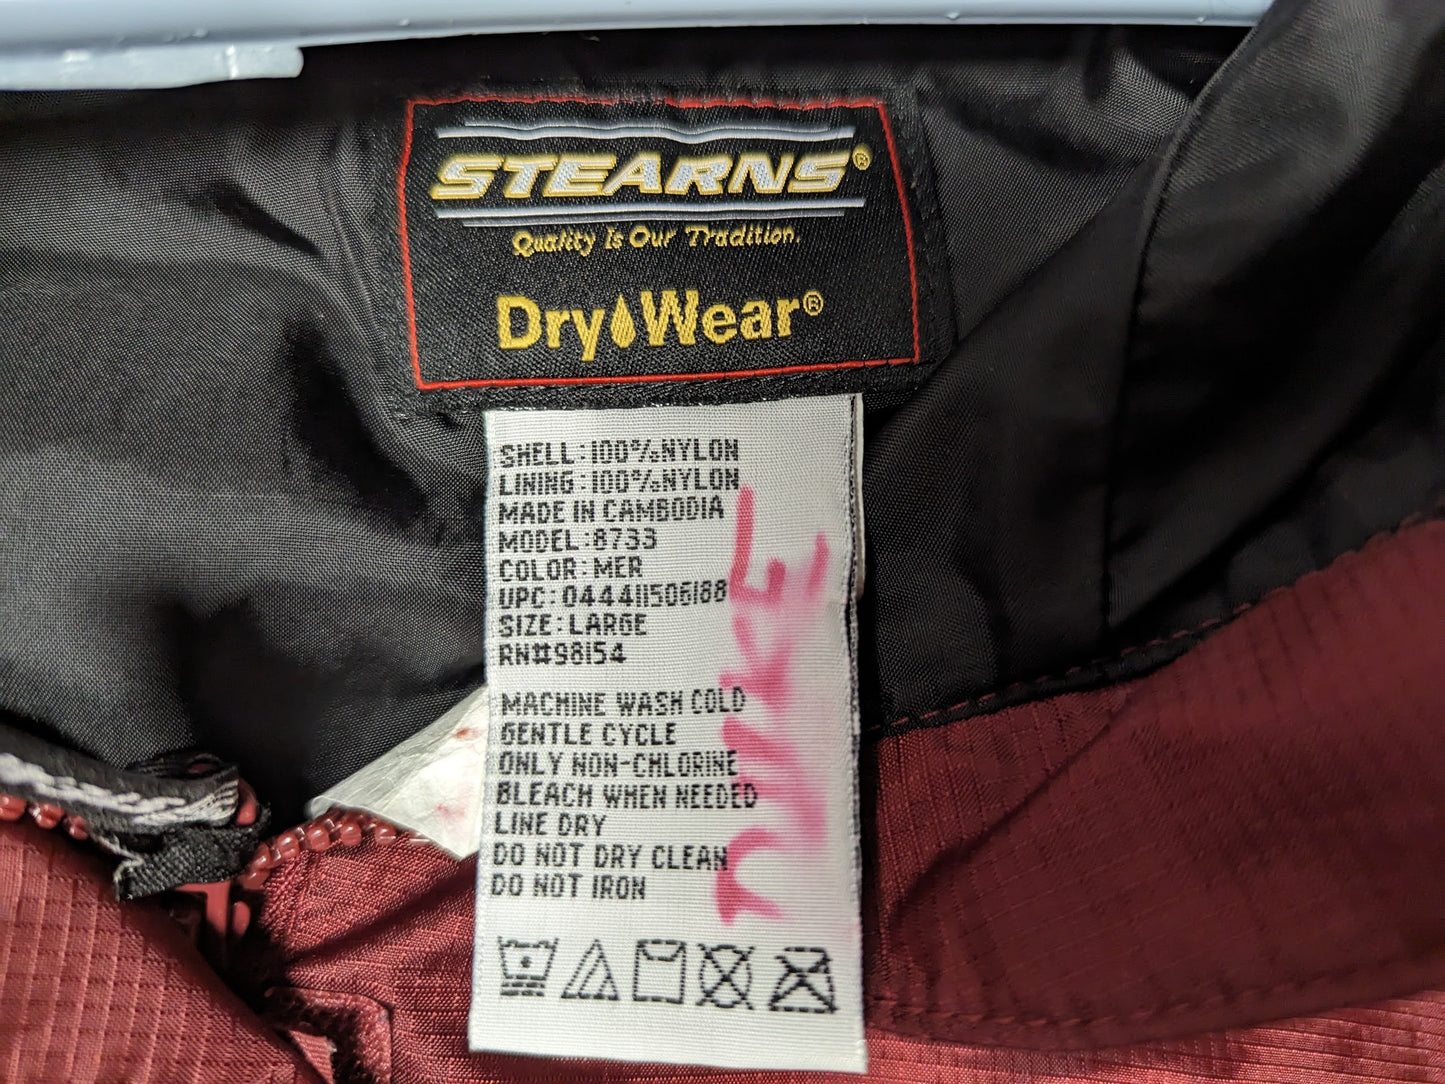 STEARNS®
Quality Is Our Tradition.
Dry Wear®
SHELL:100%NYLON
LINING:100%NYLON
MADE IN CAMBODIA
MODEL:8733
COLOR:MER
UPC:044411506188
SIZE:LARGE
RN#98154
MACHINE WASH COLD
GENTLE CYCLE
ONLY NON-CHLORINE
BLEACH WHEN NEEDED
LINE DRY
DO NOT DRY CLEAN
DO NOT IRON